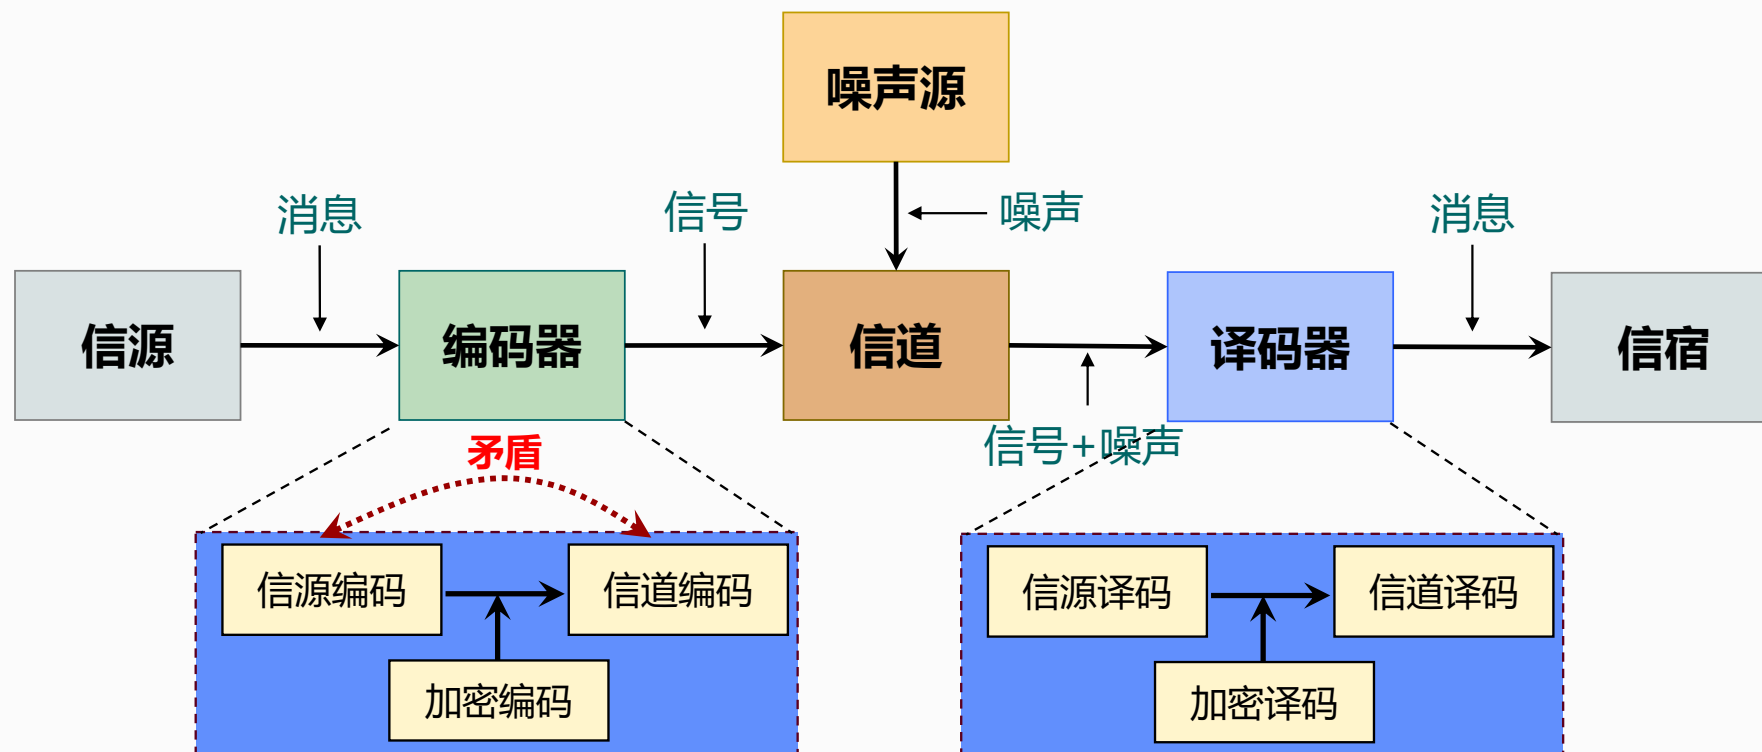 噪声源
消息
信号
噪声
消息
信源
编码器
信道
译码器
信宿
矛盾
信号+噪声
信源编码
信道编码
信源译码
信道译码
加密编码
加密译码